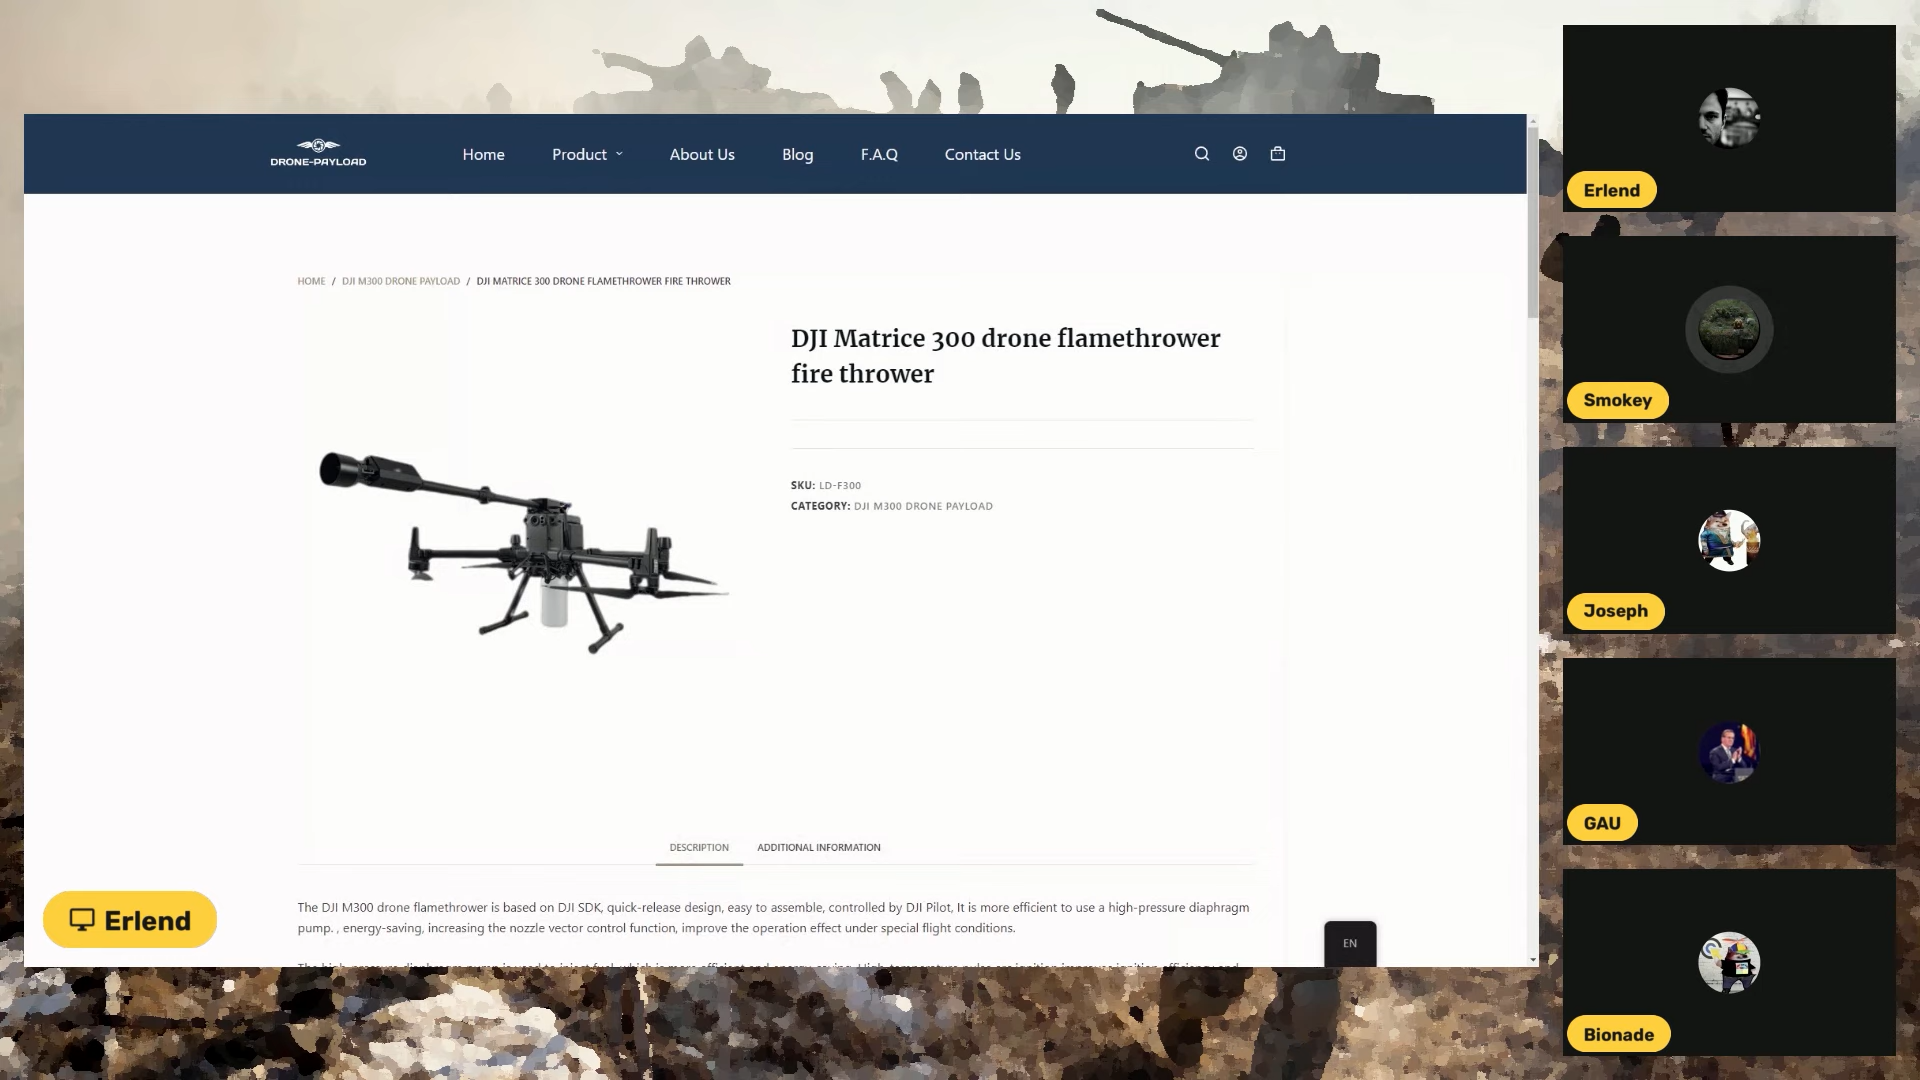 DRONE-PAYLOAD
Home Product About Us Blog F.A.Q Contact Us
HOME / DJI M300 DRONE PAYLOAD / DJI MATRICE 300 DRONE FLAMETHROWER FIRE THROWER
DJI Matrice 300 drone flamethrower
fire thrower
SKU: LD-F300
CATEGORY: DJI M300 DRONE PAYLOAD
DESCRIPTION ADDITIONAL INFORMATION
The DJI M300 drone flamethrower is based on DJI SDK, quick-release design, easy to assemble, controlled by DJI Pilot, It is more efficient to use a high-pressure diaphragm
pump. , energy-saving, increasing the nozzle vector control function, improve the operation effect under special flight conditions.
EN
Erlend
Erlend
Smokey
Joseph
GAU
Bionade